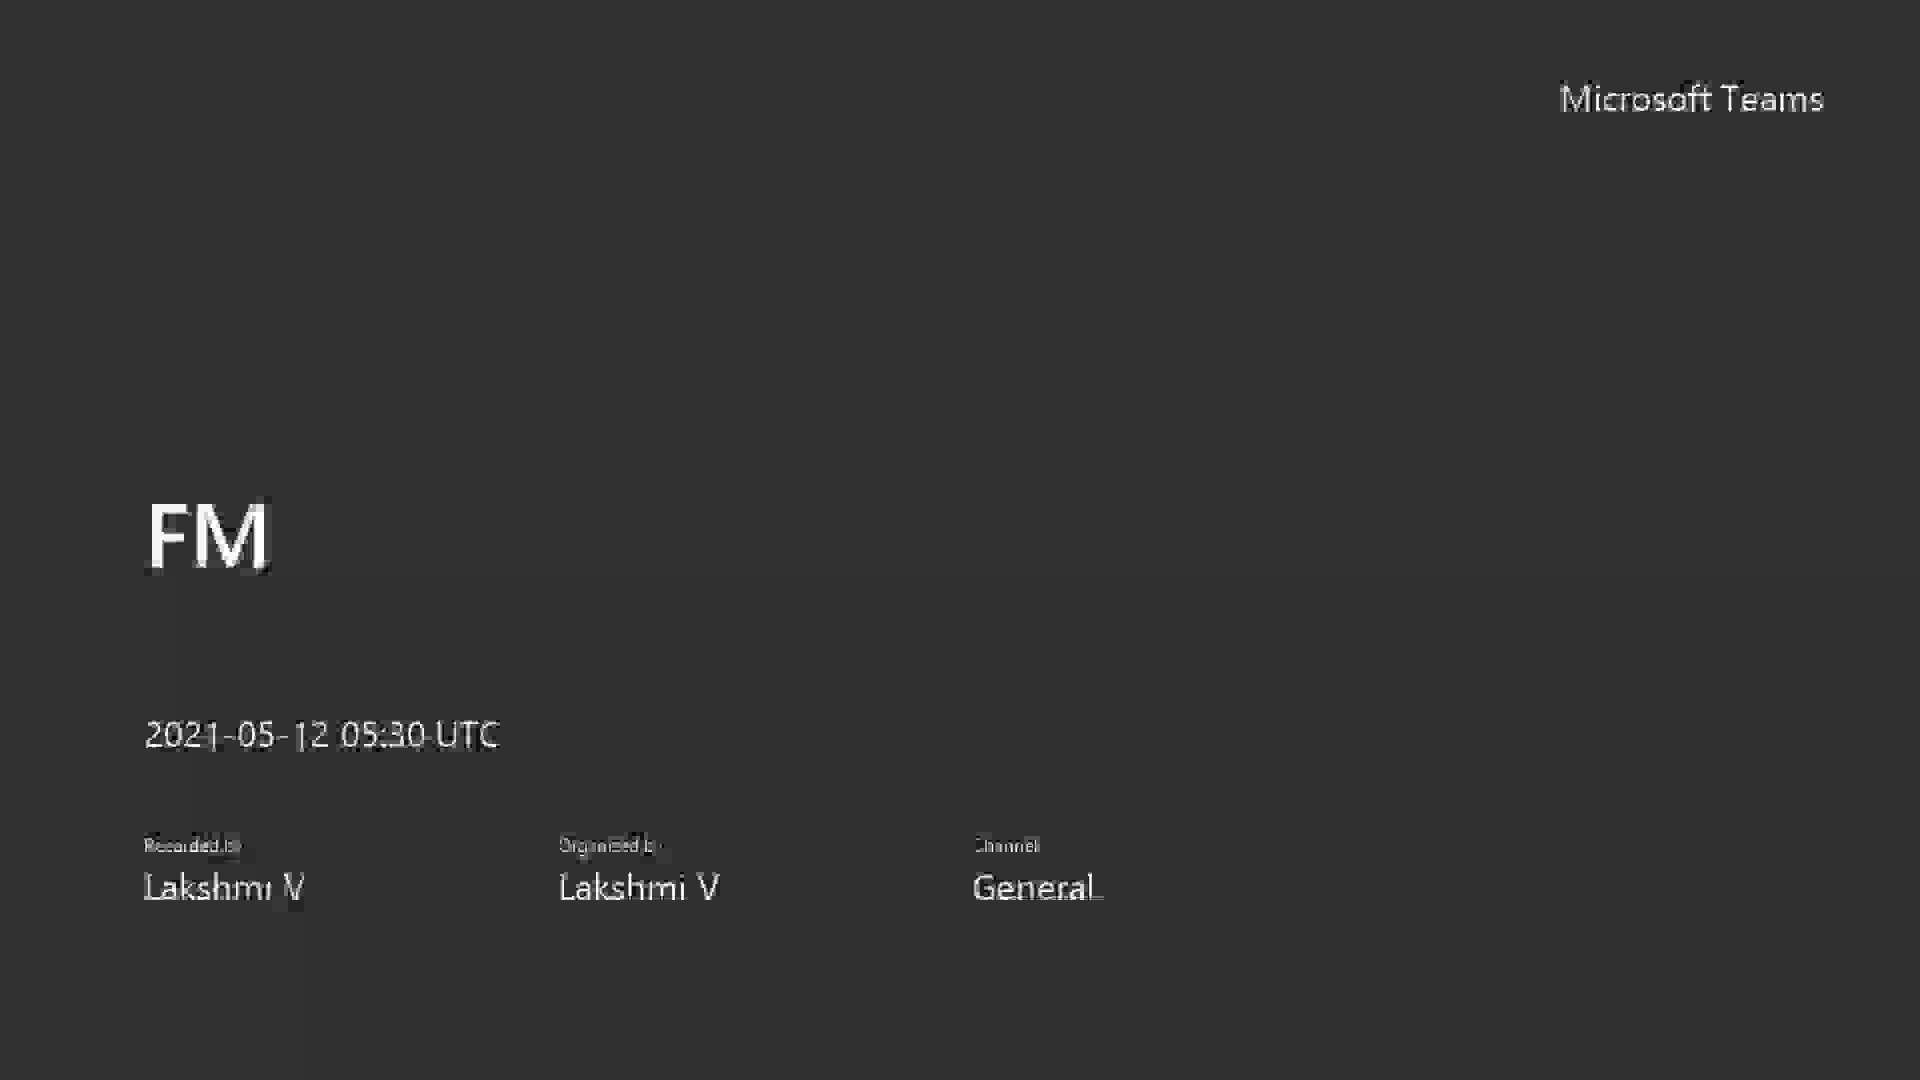 Microsoft Teams
FM
2021-05-12 05:30 UTC
Recorded by
Organized by
Channel
Lakshmi V
Lakshmi V
General